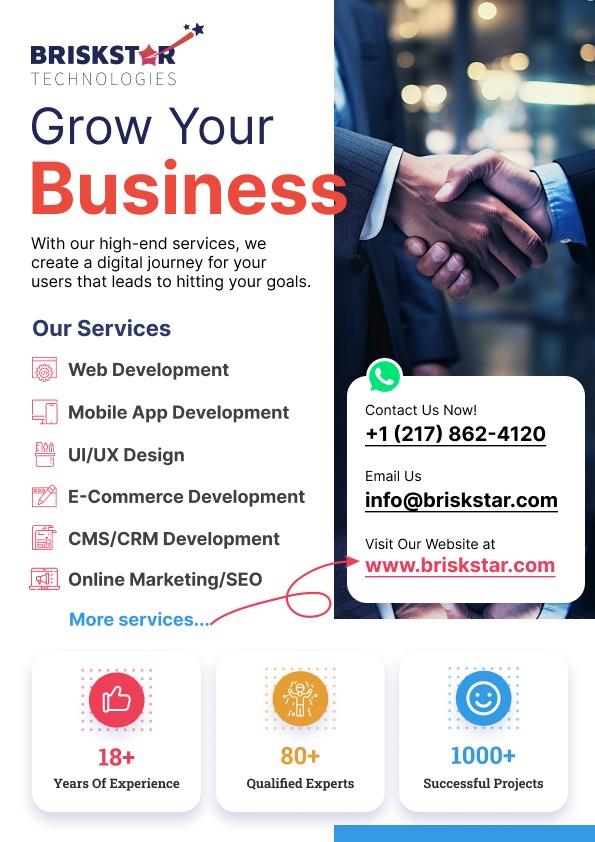 BRISKSTAR
TECHNOLOGIES
Grow Your
Business
With our high-end services, we
create a digital journey for your
users that leads to hitting your goals.
Our Services
Web Development
Mobile App Development
UI/UX Design
E-Commerce Development
CMS/CRM Development
Online Marketing/SEO
More services...
Contact Us Now!
+1 (217) 862-4120
Email Us
info@briskstar.com
Visit Our Website at
www.briskstar.com
18+
Years Of Experience
80+
Qualified Experts
1000+
Successful Projects